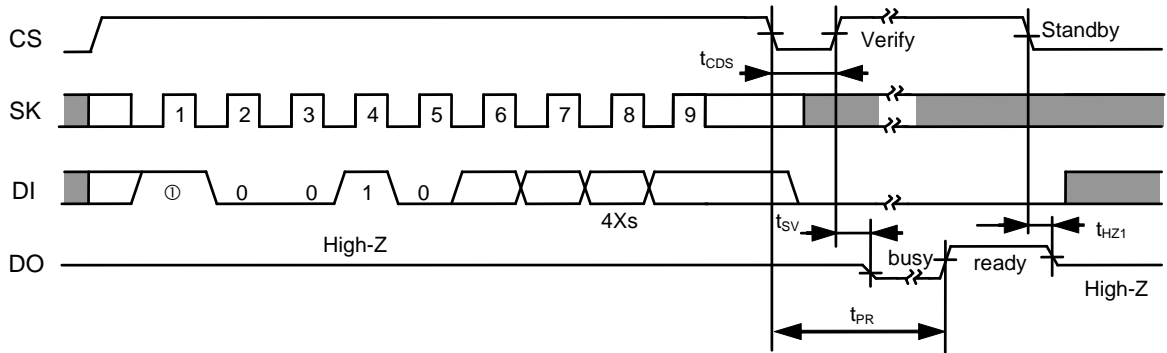 CS
Verify
Standby
tCDS
SK
1 2 3 4 5 6 7 8 9
DI
① 0 0 1 0
4Xs
tSV
tHZ1
High-Z
DO
busy
ready
High-Z
tPR